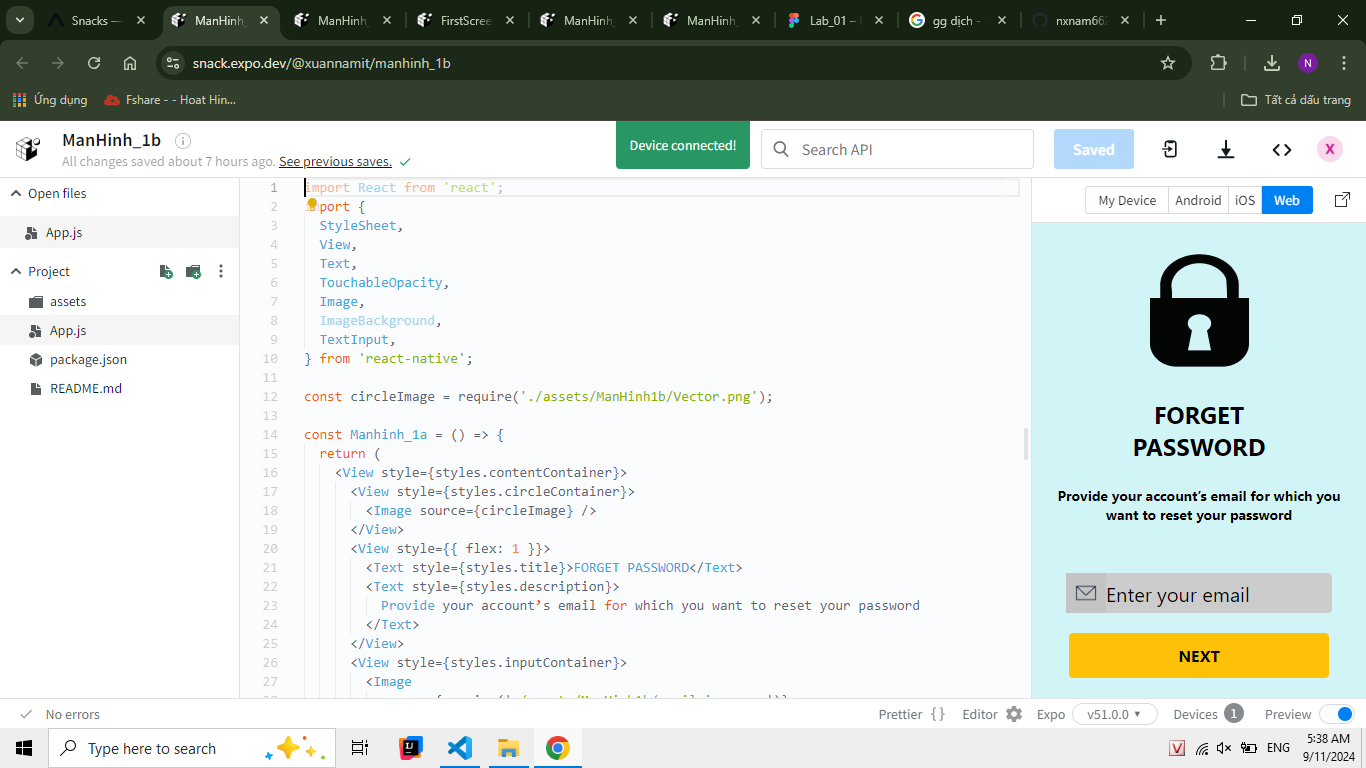 Snacks —
ManHinh_
ManHinh_
FirstScree
ManHinh_
ManHinh_
Lab_01 –
gg dịch -
nxnam66
snack.expo.dev/@xuannamit/manhinh_1b
N
Ứng dụng
Fshare - - Hoat Hin...
Tất cả dấu trang
ManHinh_1b
All changes saved about 7 hours ago. See previous saves.
Device connected!
Search API
Saved
X
Open files
App.js
Project
assets
App.js
package.json
README.md
1 import React from 'react';
2 import {
3 StyleSheet,
4 View,
5 Text,
6 TouchableOpacity,
7 Image,
8 ImageBackground,
9 TextInput,
10 } from 'react-native';
11
12 const circleImage = require('./assets/ManHinh1b/Vector.png');
13
14 const Manhinh_1a = () => {
15 return (
16 <View style={styles.contentContainer}>
17 <View style={styles.circleContainer}>
18 <Image source={circleImage} />
19 </View>
20 <View style={{ flex: 1 }}>
21 <Text style={styles.title}>FORGET PASSWORD</Text>
22 <Text style={styles.description}>
23 Provide your account’s email for which you want to reset your password
24 </Text>
25 </View>
26 <View style={styles.inputContainer}>
27 <Image
My Device
Android
iOS
Web
FORGET
PASSWORD
Provide your account’s email for which you
want to reset your password
Enter your email
NEXT
No errors
Prettier {}
Editor
Expo
v51.0.0
Devices 1
Preview
Type here to search
ENG
5:38 AM
9/11/2024